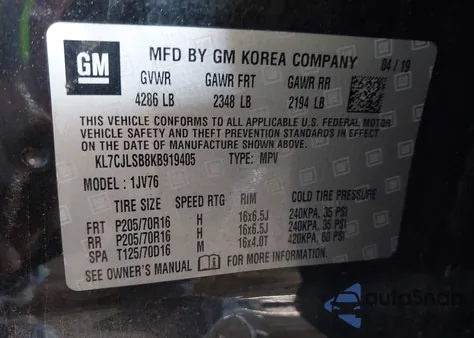 GM
MFD BY GM KOREA COMPANY 04 / 19
GVWR GAWR FRT GAWR RR
4286 LB 2348 LB 2194 LB
THIS VEHICLE CONFORMS TO ALL APPLICABLE U.S. FEDERAL MOTOR
VEHICLE SAFETY AND THEFT PREVENTION STANDARDS IN EFFECT ON
THE DATE OF MANUFACTURE SHOWN ABOVE.
KL7CJLSB8KB919405 TYPE: MPV
MODEL : 1JV76
TIRE SIZE SPEED RTG RIM COLD TIRE PRESSURE
FRT P205/70R16 H 16x6.5J 240KPA, 35 PSI
RR P205/70R16 H 16x6.5J 240KPA, 35 PSI
SPA T125/70D16 M 16x4.0T 420KPA, 60 PSI
SEE OWNER'S MANUAL FOR MORE INFORMATION
autoSnap